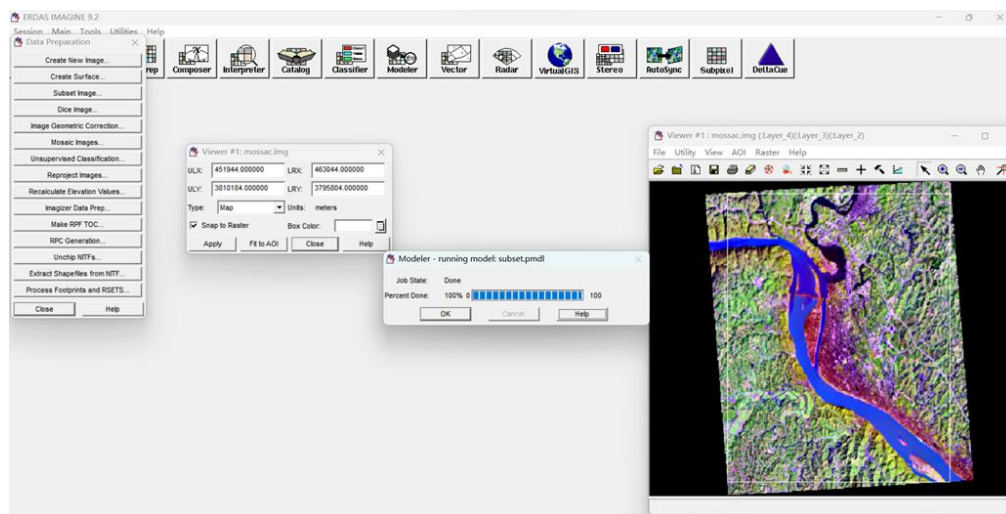 ERDAS IMAGINE 9.2
Session Main Tools Utilities Help
Composer Interpreter Catalog Classifier Modeler Vector Radar VirtualGIS Stereo AutoSync Subpixel DeltaCue
Data Preparation
Create New Image...
Create Surface...
Subset Image...
Dice Image...
Image Geometric Correction...
Mosaic Images...
Unsupervised Classification...
Reproject Images...
Recalculate Elevation Values...
Imagizer Data Prep...
Make RPF TOC...
RPC Generation...
Unchip NITFs...
Extract Shapefiles from NITF...
Process Footprints and RSETS...
Close Help
Viewer #1: mossac.img
ULX: 451944.000000 LRX: 463044.000000
ULY: 3810184.000000 LRY: 3795804.000000
Type: Map Units: meters
Snap to Raster Box Color:
Apply Fit to AOI Close Help
Modeler - running model: subset.pmdl
Job State: Done
Percent Done: 100% 0 100
OK Cancel Help
Viewer #1 : mossac.img (:Layer_4)(:Layer_3)(:Layer_2)
File Utility View AOI Raster Help